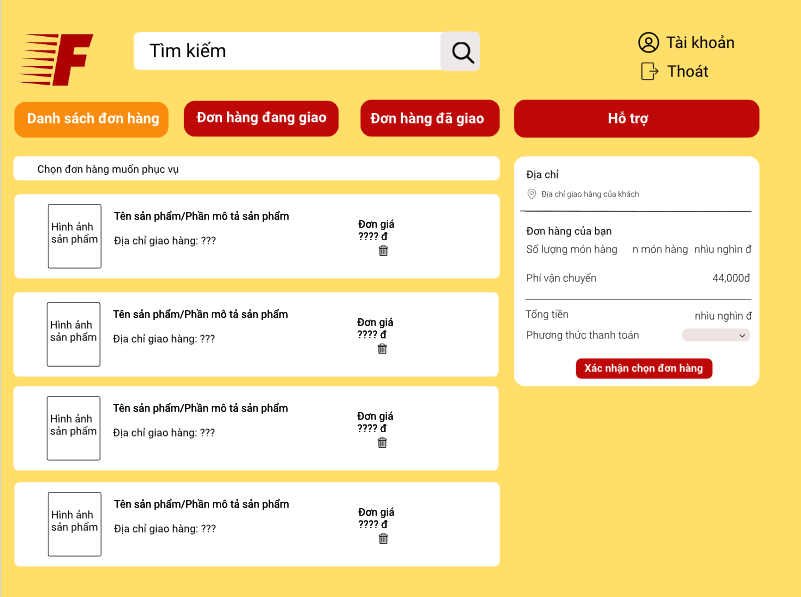 F
Tìm kiếm
Tài khoản
Thoát
Danh sách đơn hàng
Đơn hàng đang giao
Đơn hàng đã giao
Hỗ trợ
Chọn đơn hàng muốn phục vụ
Hình ảnh
sản phẩm
Tên sản phẩm/Phần mô tả sản phẩm
Địa chỉ giao hàng: ???
Đơn giá
???? đ
Hình ảnh
sản phẩm
Tên sản phẩm/Phần mô tả sản phẩm
Địa chỉ giao hàng: ???
Đơn giá
???? đ
Hình ảnh
sản phẩm
Tên sản phẩm/Phần mô tả sản phẩm
Địa chỉ giao hàng: ???
Đơn giá
???? đ
Hình ảnh
sản phẩm
Tên sản phẩm/Phần mô tả sản phẩm
Địa chỉ giao hàng: ???
Đơn giá
???? đ
Địa chỉ
Địa chỉ giao hàng của khách
Đơn hàng của bạn
Số lượng món hàng n món hàng nhìu nghìn đ
Phí vận chuyển 44,000đ
Tổng tiền nhìu nghìn đ
Phương thức thanh toán
Xác nhận chọn đơn hàng